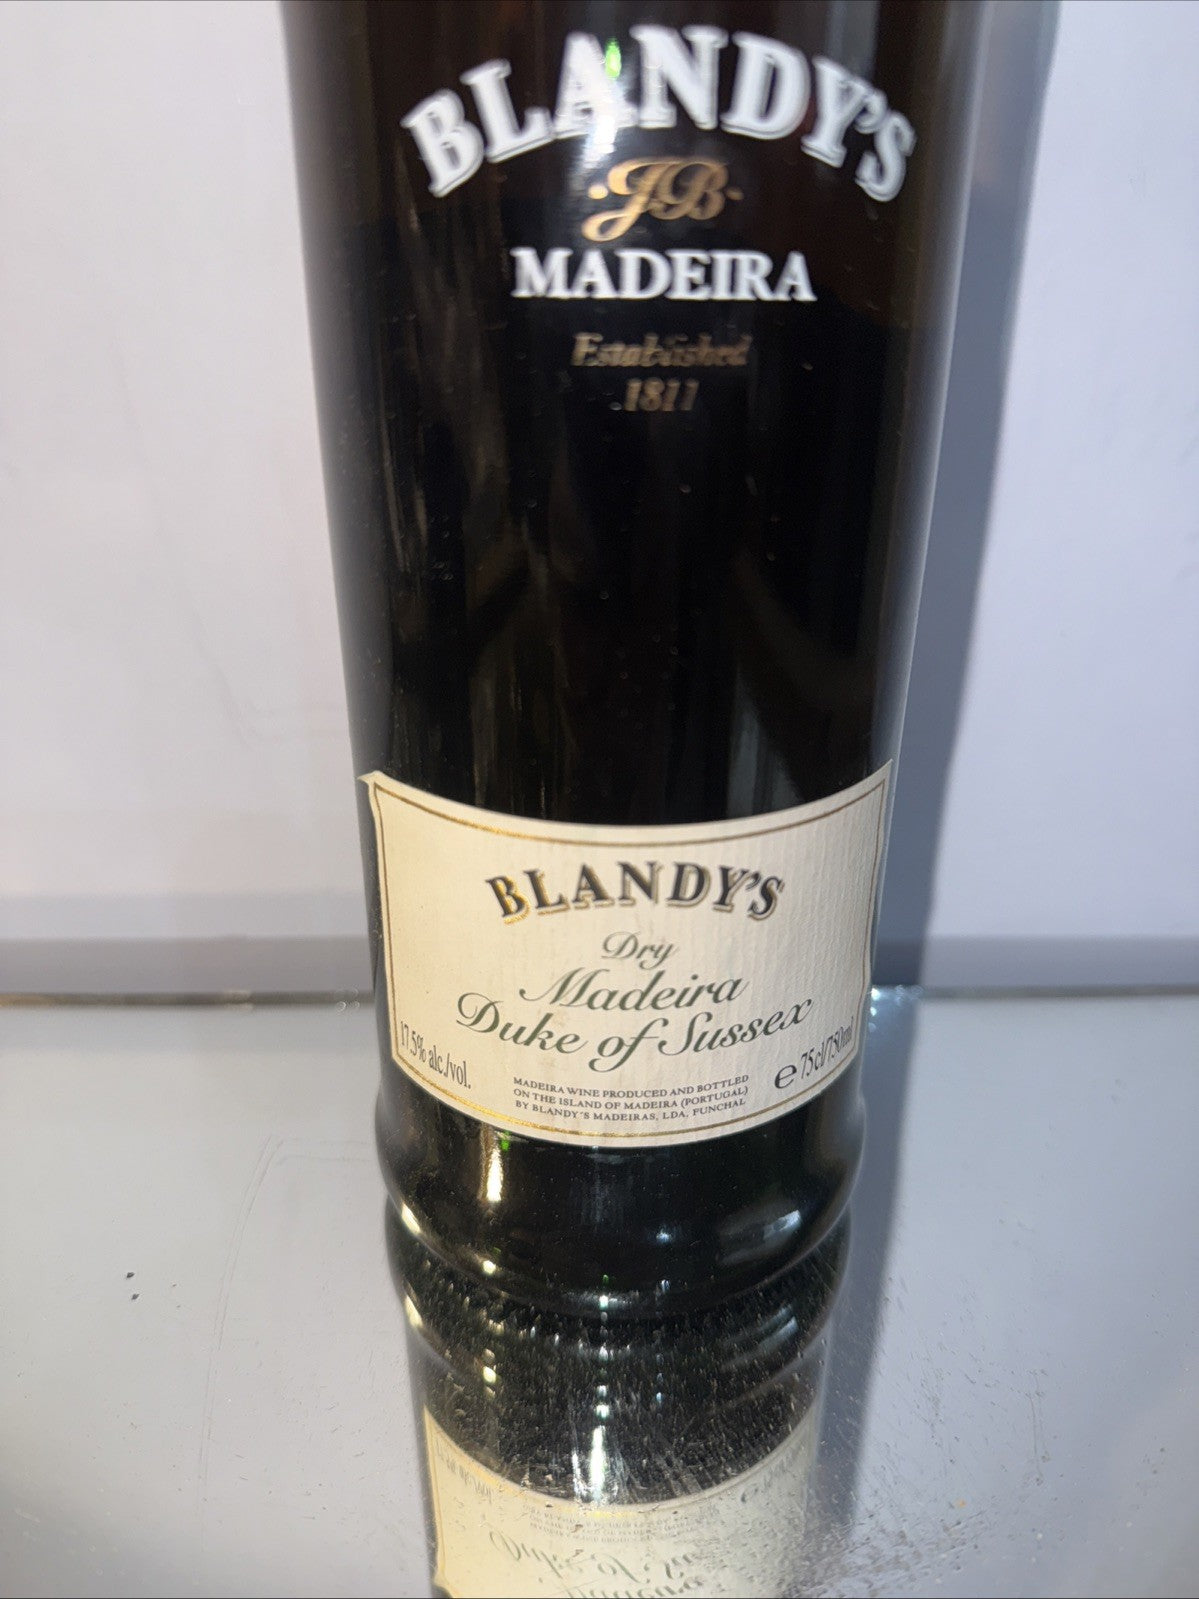 BLANDY'S
JB
MADEIRA
Established
1811
BLANDY'S
Dry
Madeira
Duke of Sussex
17.5% alc./vol.
MADEIRA WINE PRODUCED AND BOTTLED
ON THE ISLAND OF MADEIRA (PORTUGAL)
BY BLANDY´S MADEIRAS, LDA, FUNCHAL
e 75cl/750ml